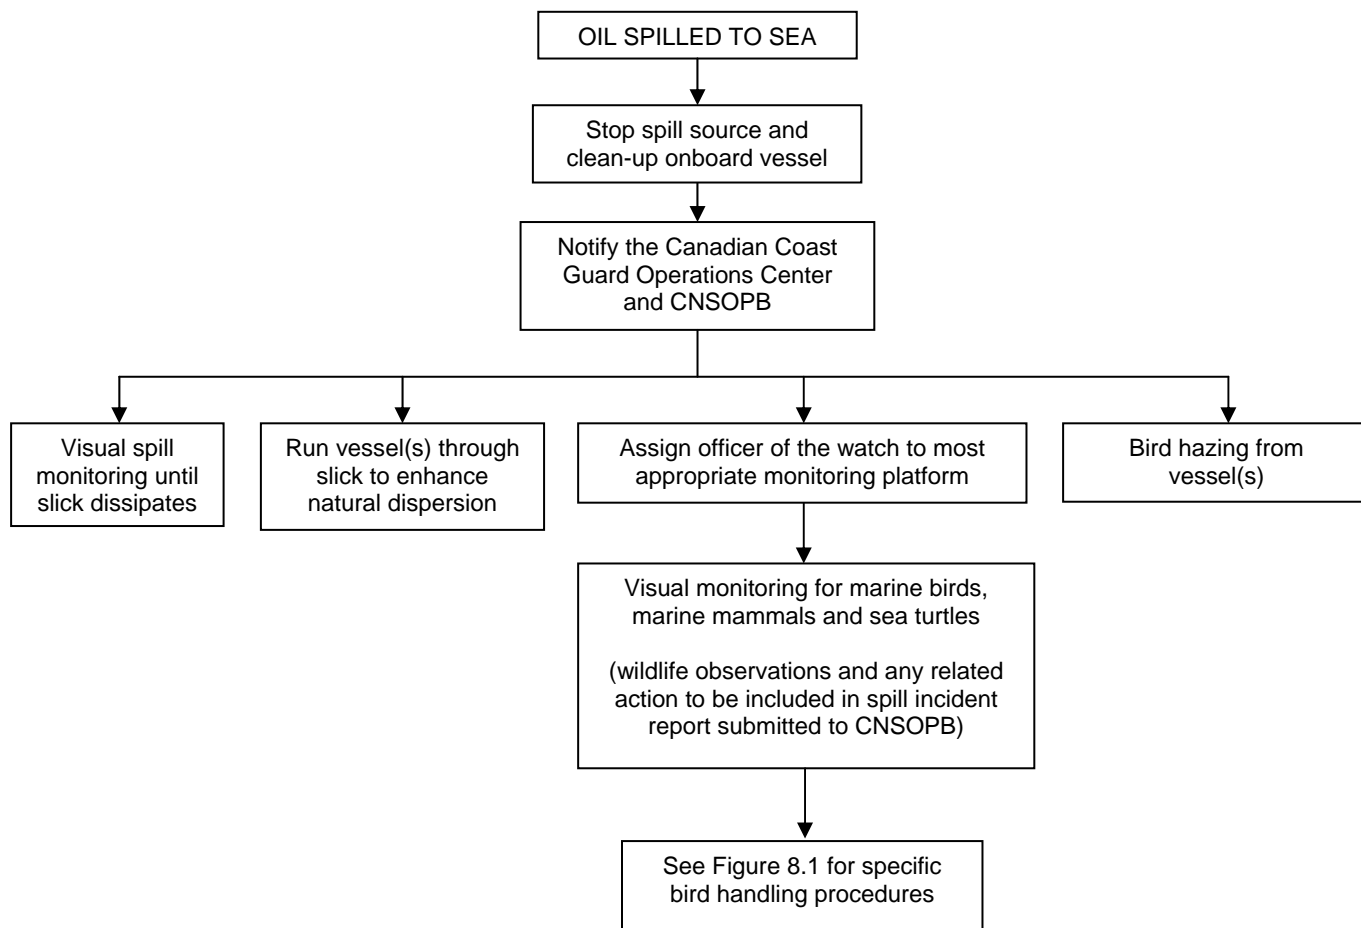 OIL SPILLED TO SEA
Stop spill source and
clean-up onboard vessel
Notify the Canadian Coast
Guard Operations Center
and CNSOPB
Visual spill
monitoring until
slick dissipates
Run vessel(s) through
slick to enhance
natural dispersion
Assign officer of the watch to most
appropriate monitoring platform
Bird hazing from
vessel(s)
Visual monitoring for marine birds,
marine mammals and sea turtles
(wildlife observations and any related
action to be included in spill incident
report submitted to CNSOPB)
See Figure 8.1 for specific
bird handling procedures